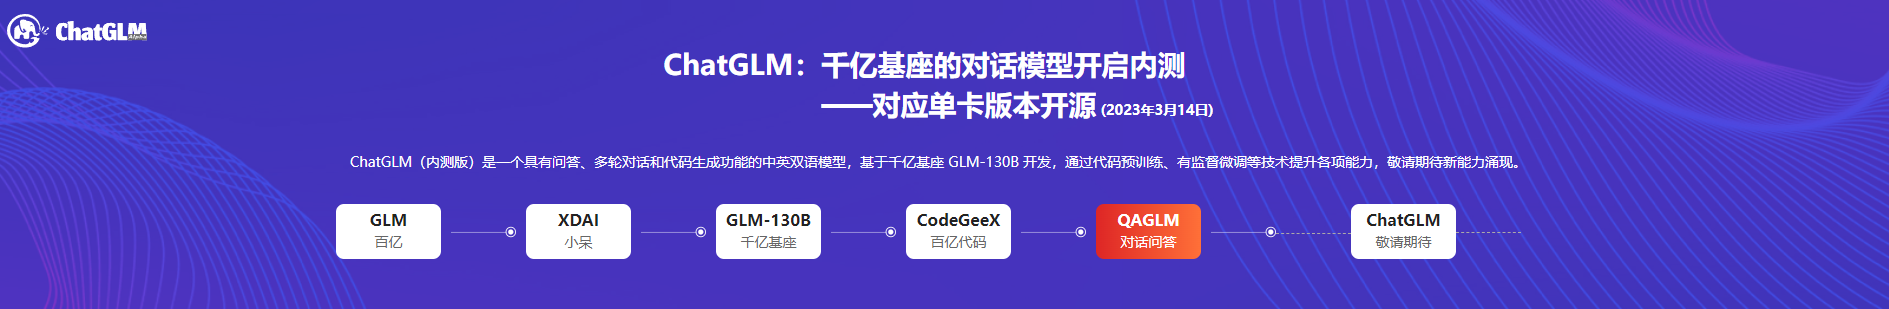 ChatGLM
Alpha
ChatGLM：千亿基座的对话模型开启内测
——对应单卡版本开源 (2023年3月14日)
ChatGLM（内测版）是一个具有问答、多轮对话和代码生成功能的中英双语模型，基于千亿基座 GLM-130B 开发，通过代码预训练、有监督微调等技术提升各项能力，敬请期待新能力涌现。
GLM
百亿
XDAI
小呆
GLM-130B
千亿基座
CodeGeeX
百亿代码
QAGLM
对话问答
ChatGLM
敬请期待